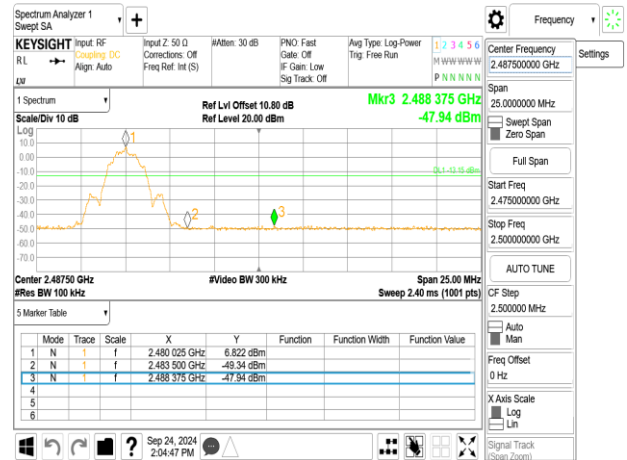 Spectrum Analyzer 1
Swept SA
Frequency
KEYSIGHT
RL
Input: RF
Coupling: DC
Align: Auto
Input Z: 50 Ω
Corrections: Off
Freq Ref: Int (S)
#Atten: 30 dB
PNO: Fast
Gate: Off
IF Gain: Low
Sig Track: Off
Avg Type: Log-Power
Trig: Free Run
1 2 3 4 5 6
M W W W W W
P N N N N N
Settings
1 Spectrum
Scale/Div 10 dB
Ref Lvl Offset 10.80 dB
Ref Level 20.00 dBm
Mkr3 2.488 375 GHz
-47.94 dBm
Log
10.0
0.00
-10.0
-20.0
-30.0
-40.0
-50.0
-60.0
-70.0
1
2
3
DL1 -13.15 dBm
Center 2.48750 GHz
#Video BW 300 kHz
Span 25.00 MHz
#Res BW 100 kHz
Sweep 2.40 ms (1001 pts)
5 Marker Table
Mode Trace Scale X Y Function Function Width Function Value
1 N 1 f 2.480 025 GHz 6.822 dBm
2 N 1 f 2.483 500 GHz -49.34 dBm
3 N 1 f 2.488 375 GHz -47.94 dBm
4
5
6
Sep 24, 2024
2:04:47 PM
Center Frequency
2.487500000 GHz
Span
25.0000000 MHz
Swept Span
Zero Span
Full Span
Start Freq
2.475000000 GHz
Stop Freq
2.500000000 GHz
AUTO TUNE
CF Step
2.500000 MHz
Auto
Man
Freq Offset
0 Hz
X Axis Scale
Log
Lin
Signal Track
(Span Zoom)